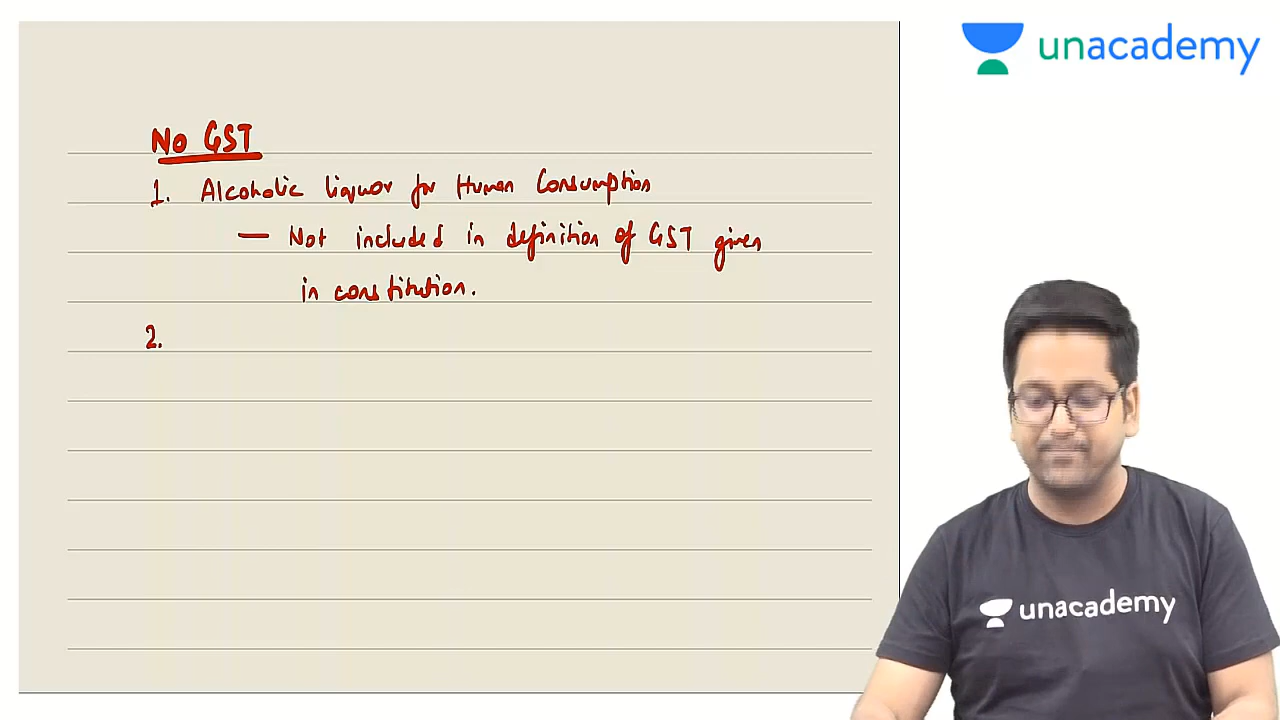 unacademy
No GST
1. Alcoholic liquor for Human Consumption
— Not included in definition of GST given
in constitution.
2.
unacademy